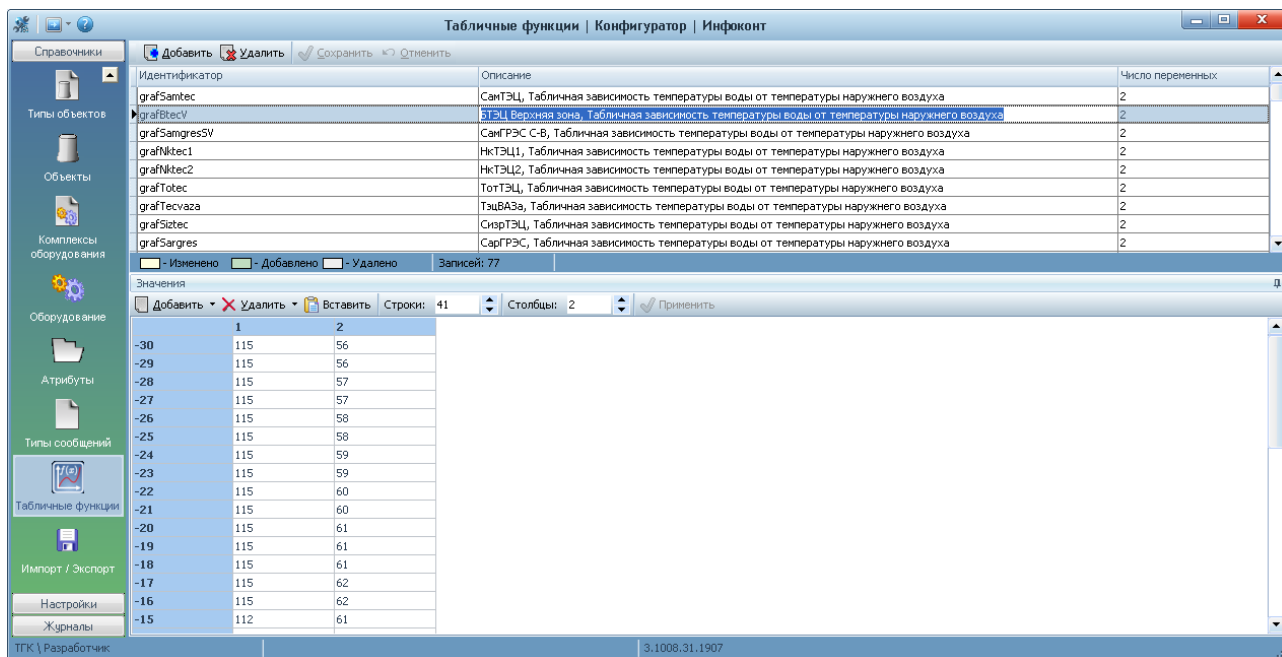 Табличные функции | Конфигуратор | Инфоконт
Справочники
Добавить Удалить Сохранить Отменить
Идентификатор Описание Число переменных
grafSamtec СамТЭЦ, Табличная зависимость температуры воды от температуры наружнего воздуха 2
grafBtecV БТЭЦ Верхняя зона, Табличная зависимость температуры воды от температуры наружнего воздуха 2
grafSamgresSV СамГРЭС С-В, Табличная зависимость температуры воды от температуры наружнего воздуха 2
grafNktec1 НкТЭЦ1, Табличная зависимость температуры воды от температуры наружнего воздуха 2
grafNktec2 НкТЭЦ2, Табличная зависимость температуры воды от температуры наружнего воздуха 2
grafTotec ТотТЭЦ, Табличная зависимость температуры воды от температуры наружнего воздуха 2
grafTecvaza ТэцВАЗа, Табличная зависимость температуры воды от температуры наружнего воздуха 2
grafSiztec СизрТЭЦ, Табличная зависимость температуры воды от температуры наружнего воздуха 2
grafSargres СарГРЭС, Табличная зависимость температуры воды от температуры наружнего воздуха 2
- Изменено - Добавлено - Удалено Записей: 77
Значения
Добавить Удалить Вставить Строки: 41 Столбцы: 2 Применить
1 2
-30 115 56
-29 115 56
-28 115 57
-27 115 57
-26 115 58
-25 115 58
-24 115 59
-23 115 59
-22 115 60
-21 115 60
-20 115 61
-19 115 61
-18 115 61
-17 115 62
-16 115 62
-15 112 61
Типы объектов
Объекты
Комплексы
оборудования
Оборудование
Атрибуты
Типы сообщений
f(x)
Табличные функции
Импорт / Экспорт
Настройки
Журналы
ТГК \ Разработчик 3.1008.31.1907